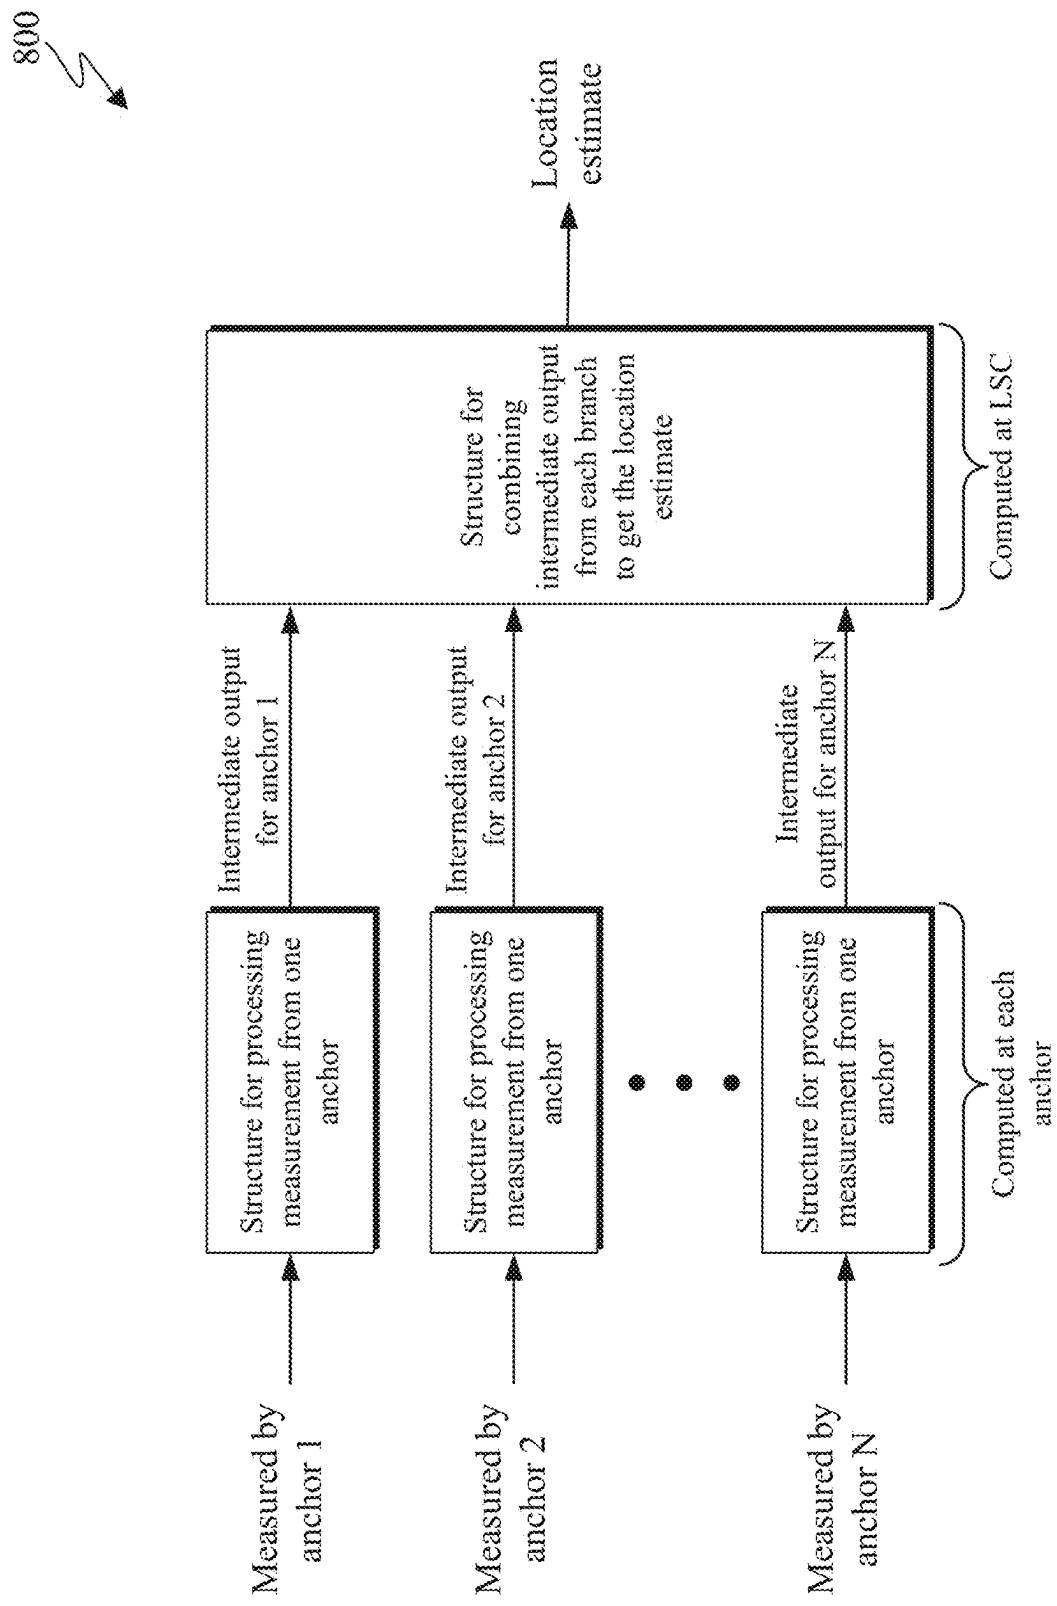 800
Measured by
anchor 1
Structure for processing
measurement from one
anchor
Intermediate output
for anchor 1
Measured by
anchor 2
Structure for processing
measurement from one
anchor
Intermediate output
for anchor 2
Measured by
anchor N
Structure for processing
measurement from one
anchor
Intermediate
output for anchor N
Structure for
combining
intermediate output
from each branch
to get the location
estimate
Location
estimate
Computed at each
anchor
Computed at LSC